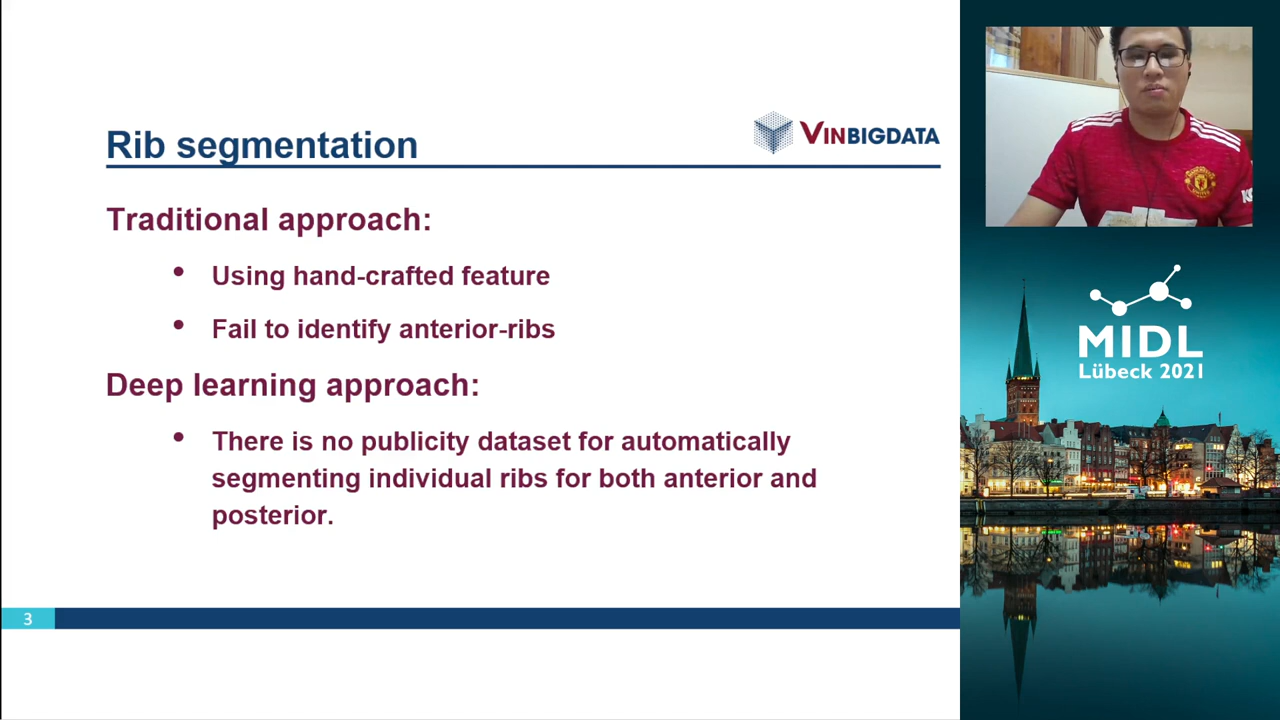 Rib segmentation
VINBIGDATA
Traditional approach:
• Using hand-crafted feature
• Fail to identify anterior-ribs
Deep learning approach:
• There is no publicity dataset for automatically
segmenting individual ribs for both anterior and
posterior.
3
MIDL
Lübeck 2021